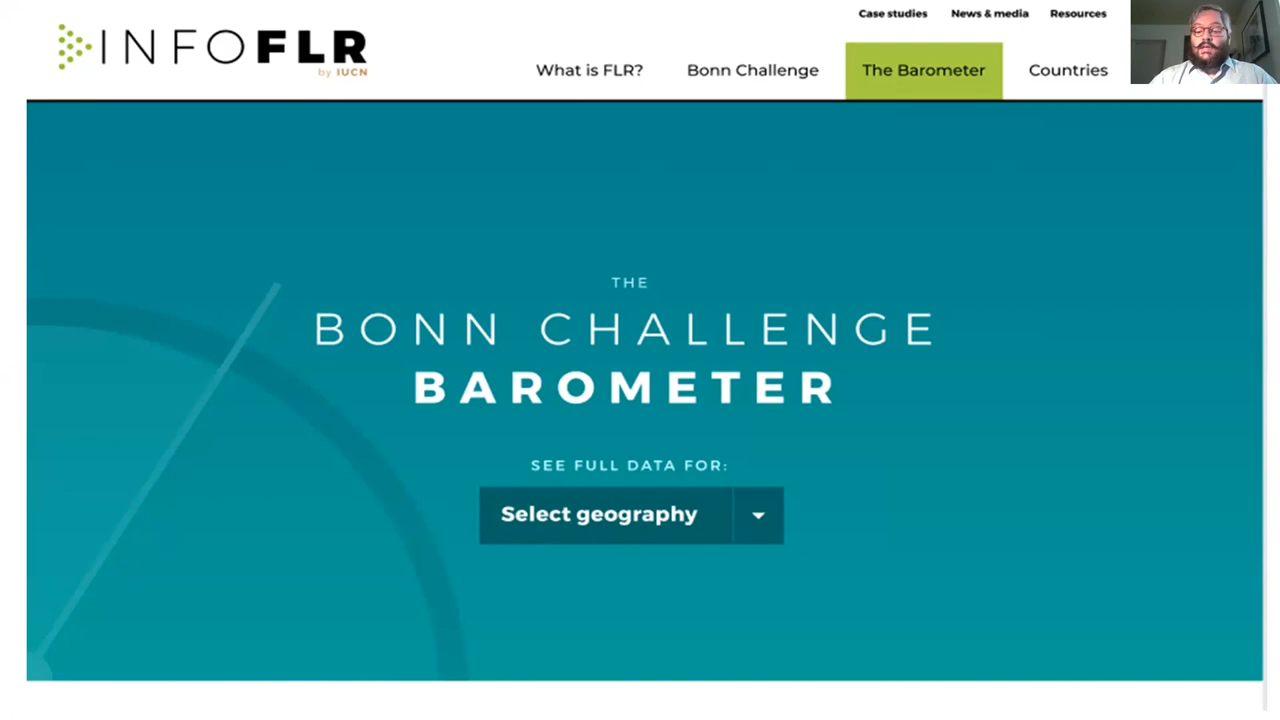 Case studies News & media Resources
INFOFLR
by IUCN
What is FLR? Bonn Challenge The Barometer Countries
THE
BONN CHALLENGE
BAROMETER
SEE FULL DATA FOR:
Select geography